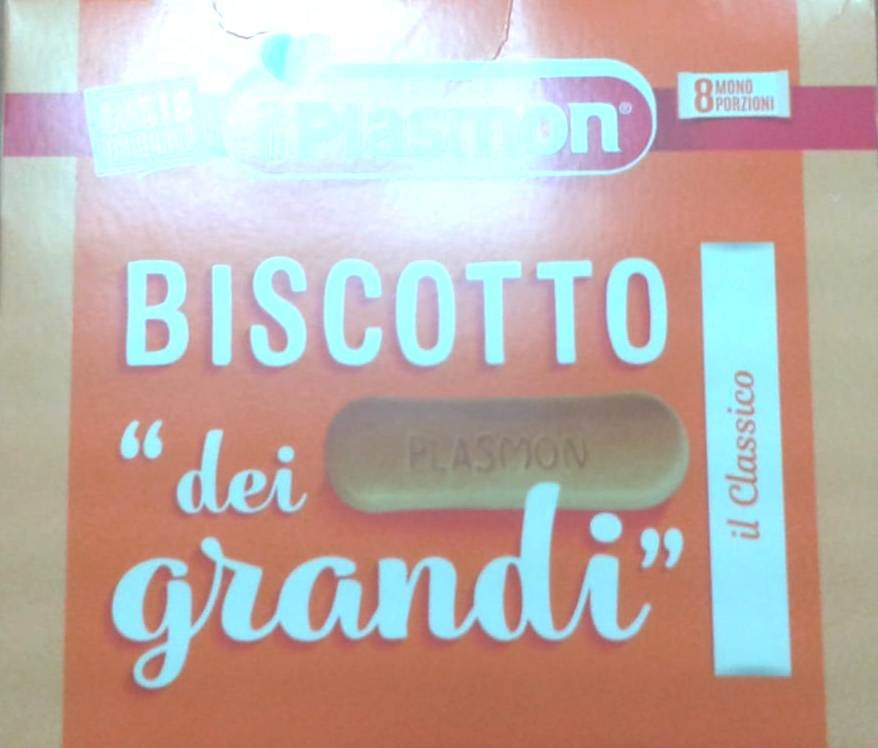 Plasmon®
8 MONO
PORZIONI
BISCOTTO
PLASMON
“dei
grandi”
il Classico